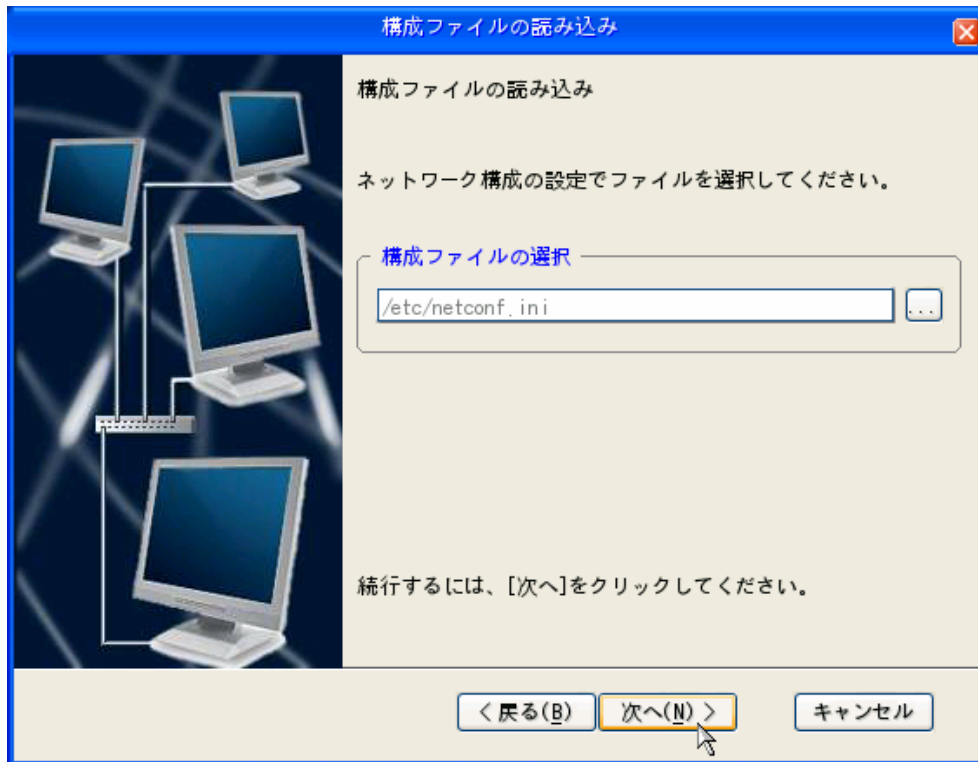 構成ファイルの読み込み
構成ファイルの読み込み
ネットワーク構成の設定でファイルを選択してください。
構成ファイルの選択
/etc/netconf.ini
...
続行するには、[次へ]をクリックしてください。
< 戻る(B) 次へ(N) > キャンセル